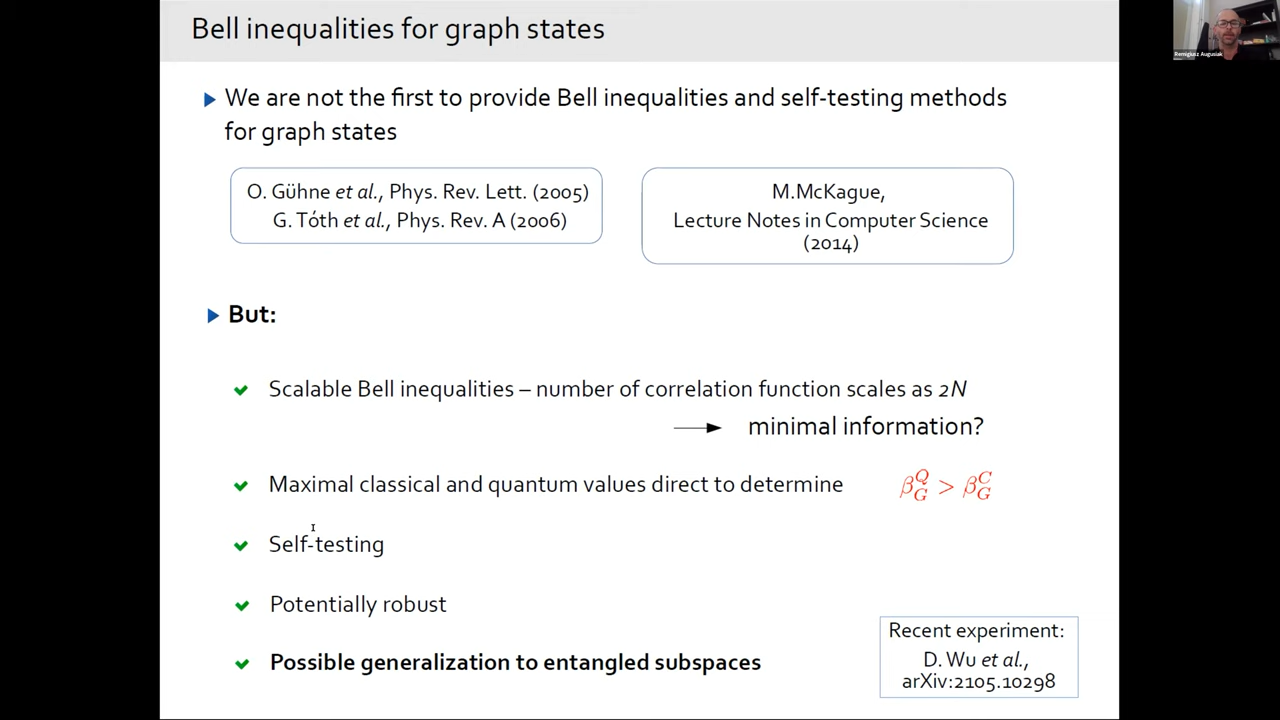 Bell inequalities for graph states
Remigiusz Augusiak
We are not the first to provide Bell inequalities and self-testing methods
for graph states
O. Gühne et al., Phys. Rev. Lett. (2005)
G. Tóth et al., Phys. Rev. A (2006)
M.McKague,
Lecture Notes in Computer Science
(2014)
But:
Scalable Bell inequalities – number of correlation function scales as 2N
minimal information?
Maximal classical and quantum values direct to determine
β_G^Q > β_G^C
Self-testing
Potentially robust
Possible generalization to entangled subspaces
Recent experiment:
D. Wu et al.,
arXiv:2105.10298